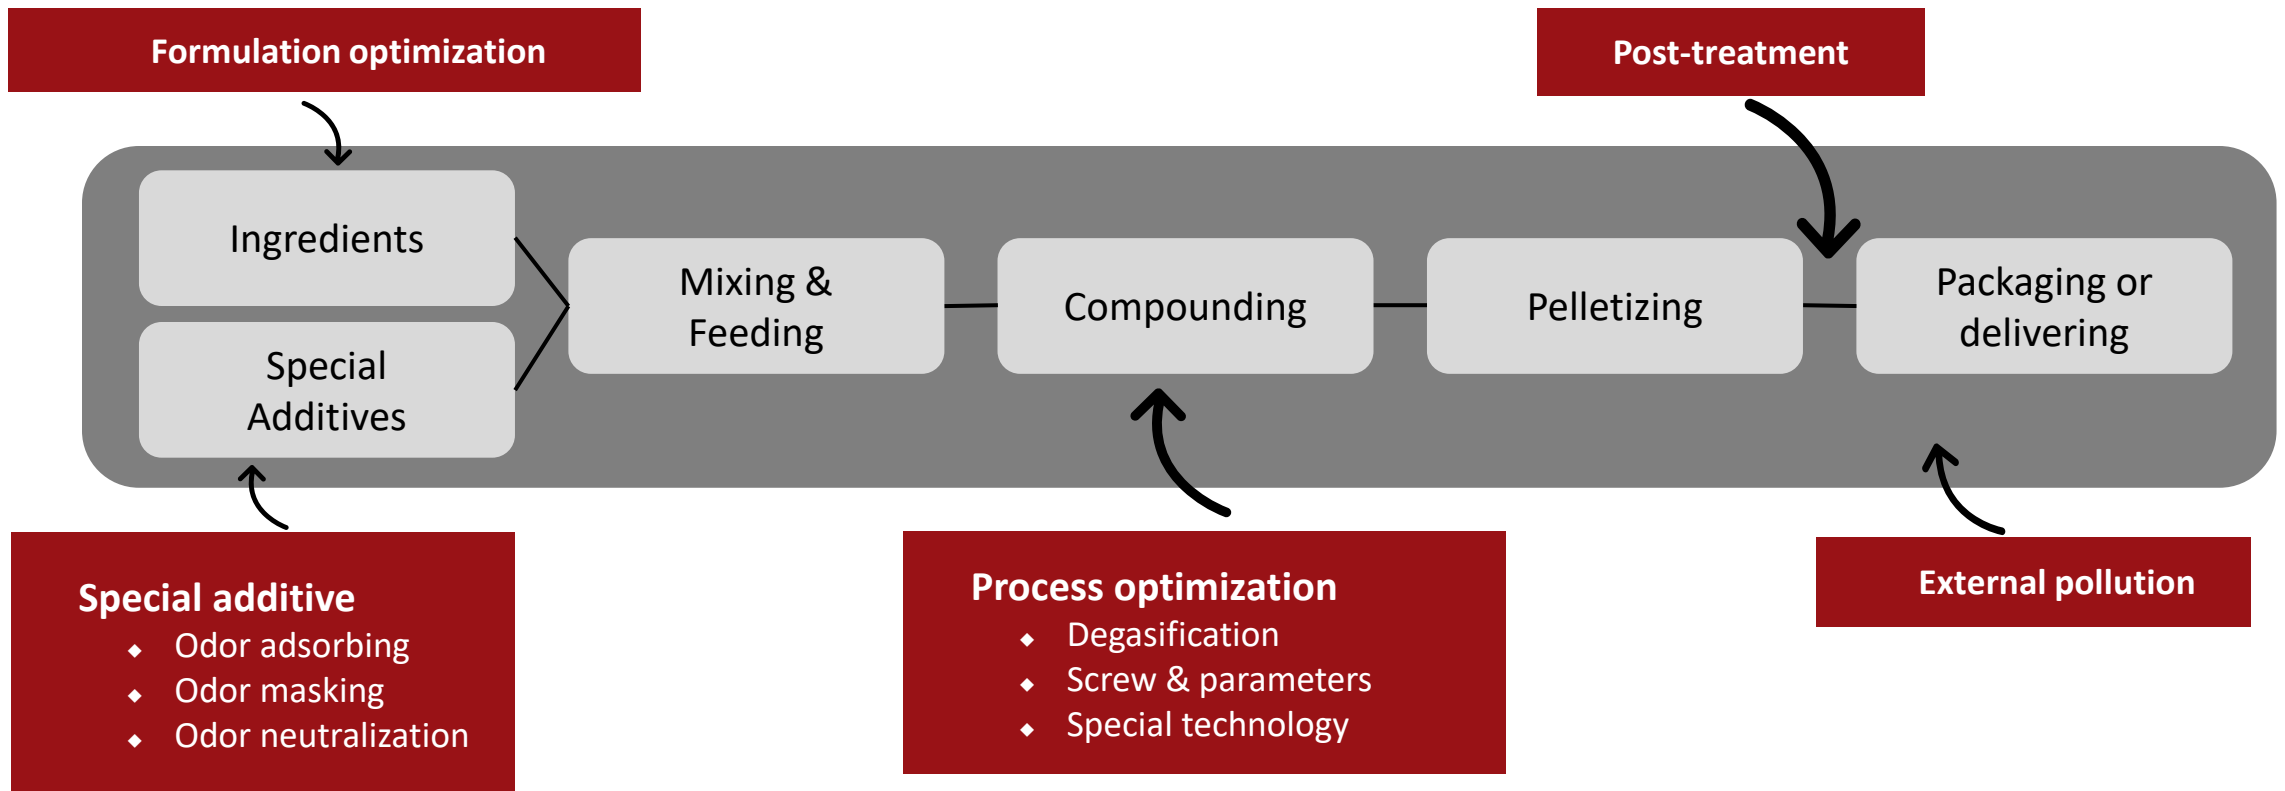 Formulation optimization
Post-treatment
Ingredients
Special
Additives
Mixing &
Feeding
Compounding
Pelletizing
Packaging or
delivering
Special additive
Odor adsorbing
Odor masking
Odor neutralization
Process optimization
Degasification
Screw & parameters
Special technology
External pollution